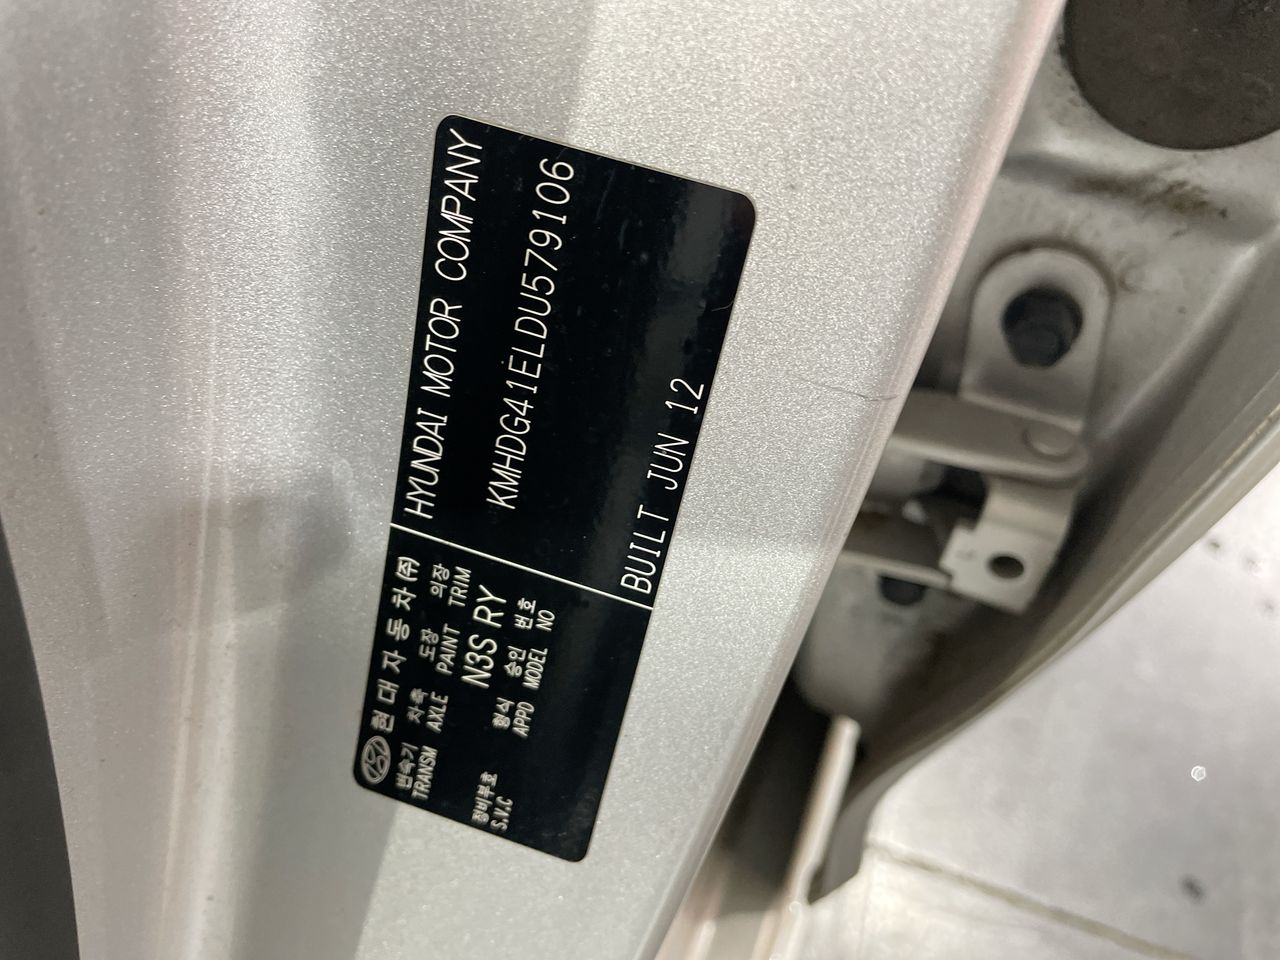 현대자동차(주) HYUNDAI MOTOR COMPANY
변속기 차축 도장 의장
TRANSM AXLE PAINT TRIM
KMHDG41ELDU579106
N3S RY
장비부호 형식 승인 번호
S.V.C APPD MODEL NO
BUILT JUN 12